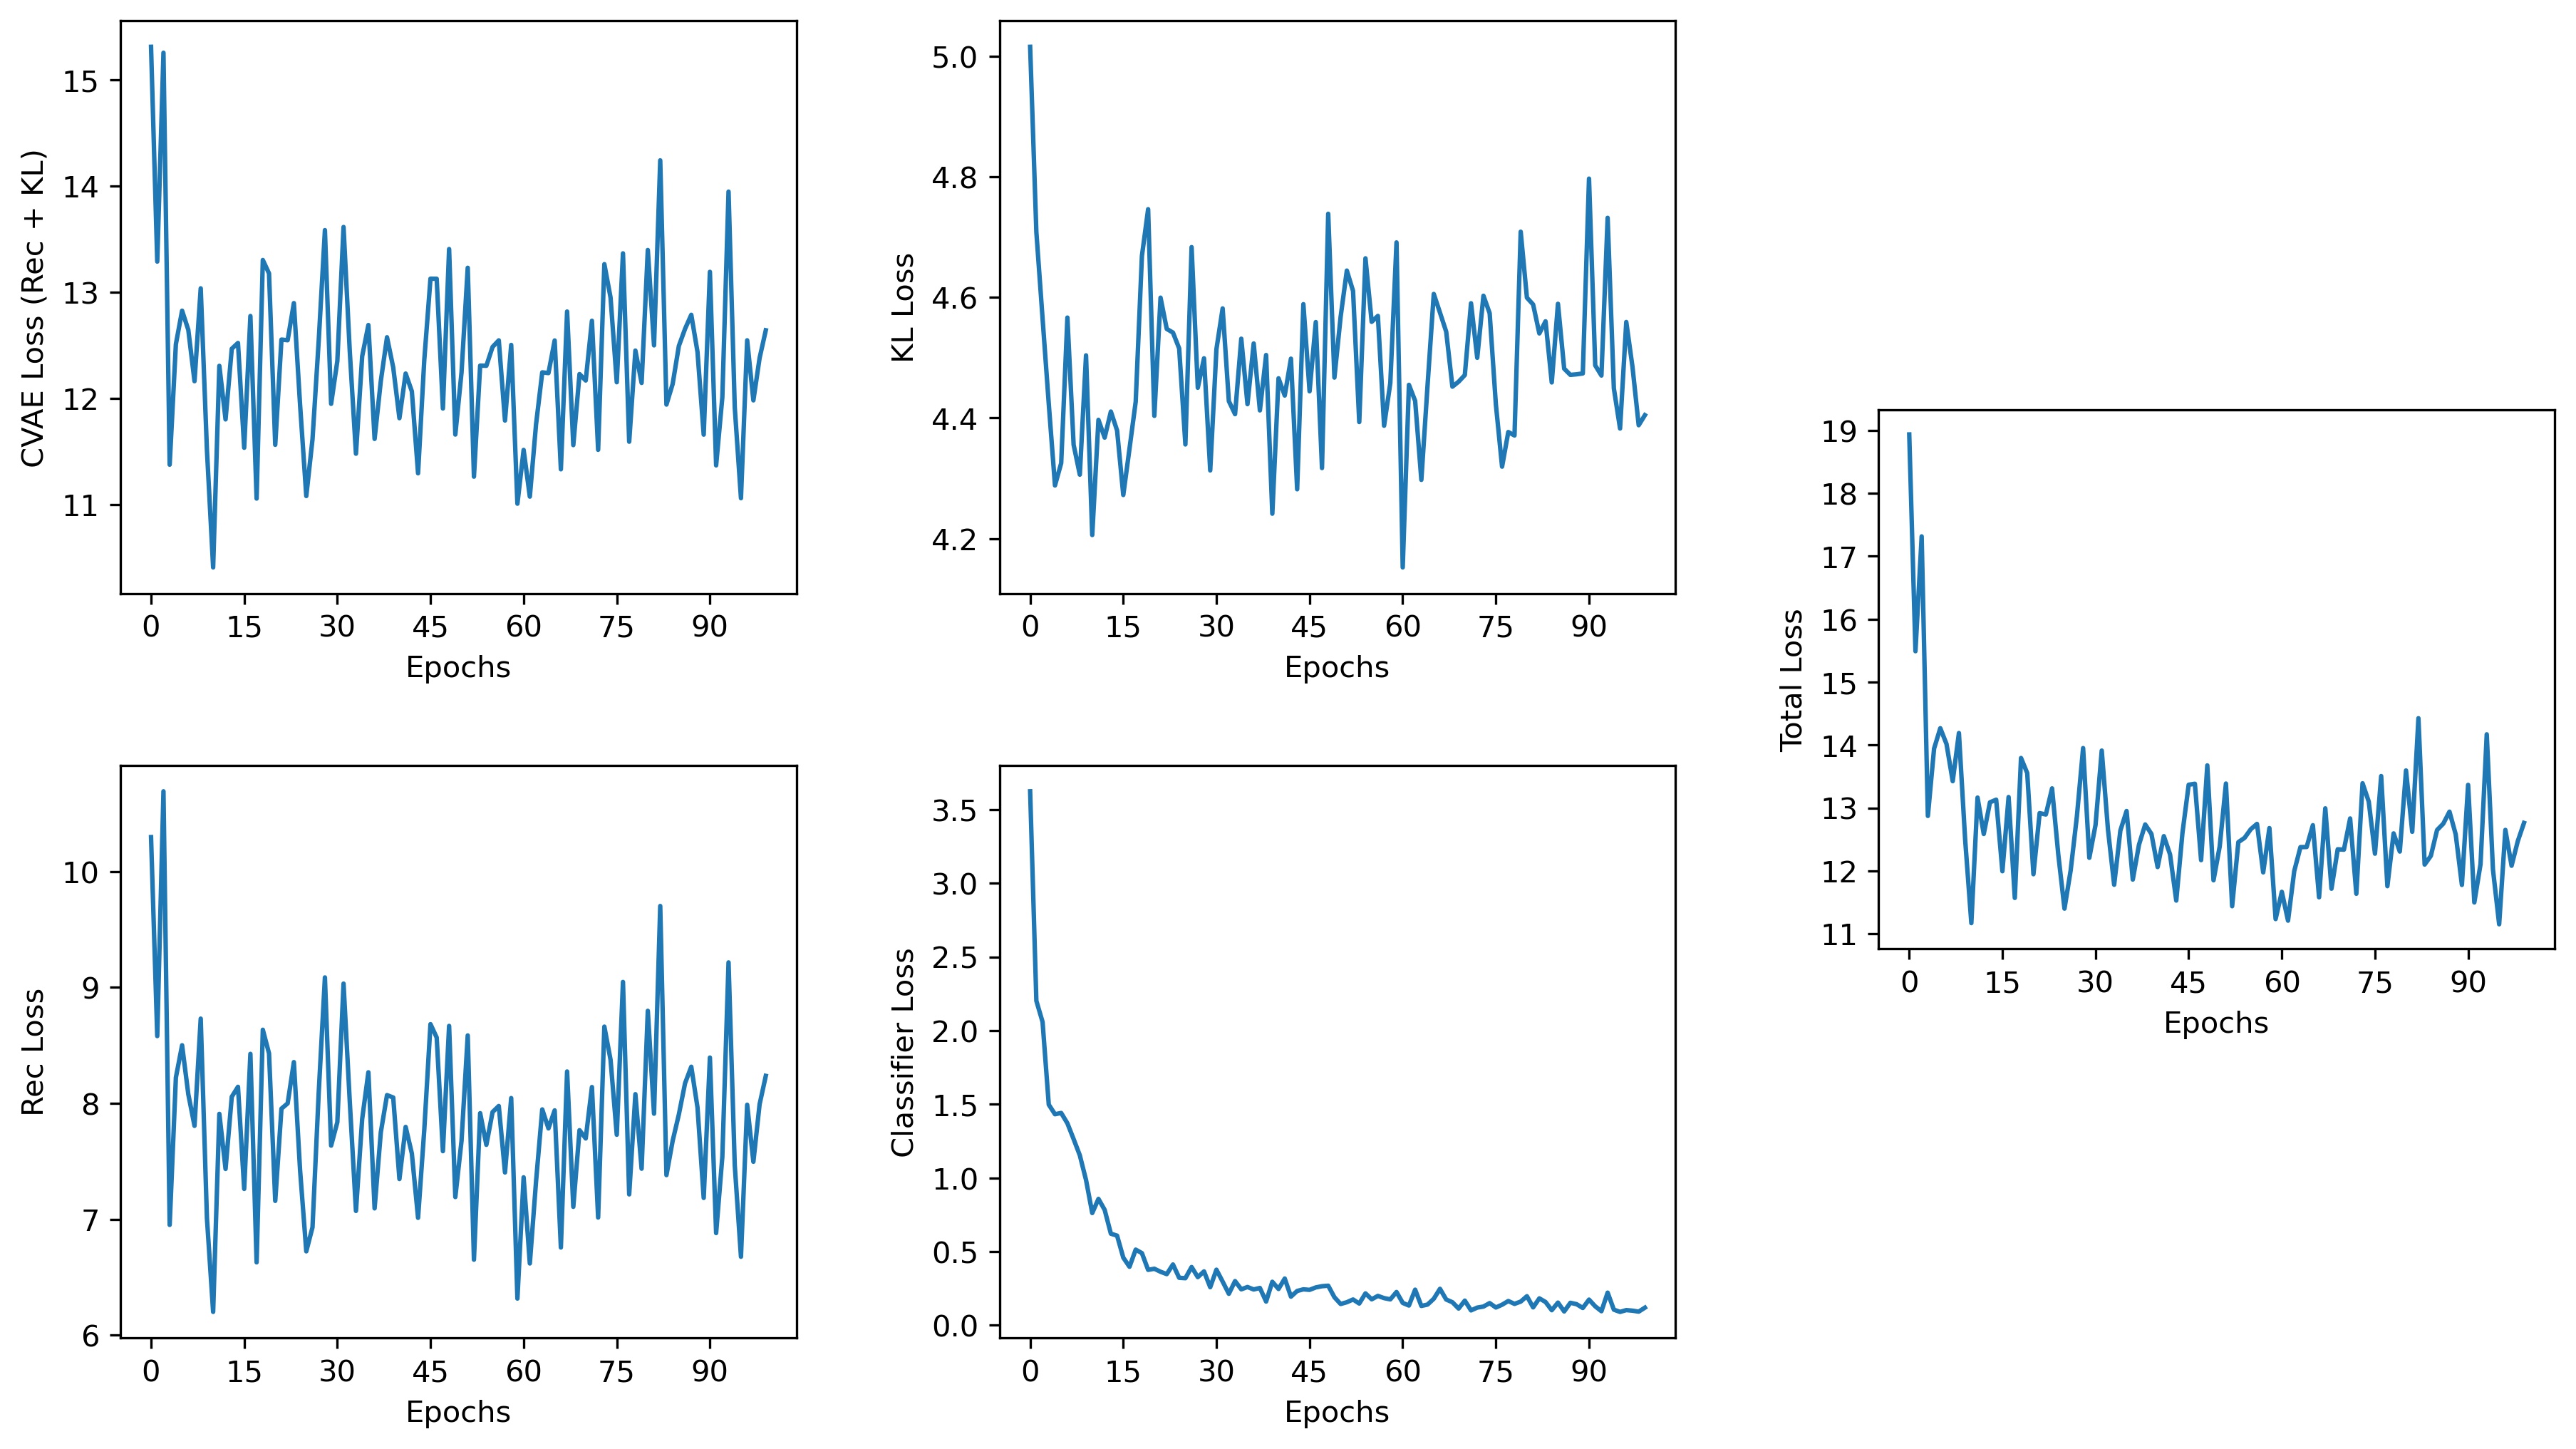 CVAE Loss (Rec + KL)
15
14
13
12
11
0 15 30 45 60 75 90
Epochs
KL Loss
5.0
4.8
4.6
4.4
4.2
0 15 30 45 60 75 90
Epochs
Rec Loss
10
9
8
7
6
0 15 30 45 60 75 90
Epochs
Classifier Loss
3.5
3.0
2.5
2.0
1.5
1.0
0.5
0.0
0 15 30 45 60 75 90
Epochs
Total Loss
19
18
17
16
15
14
13
12
11
0 15 30 45 60 75 90
Epochs